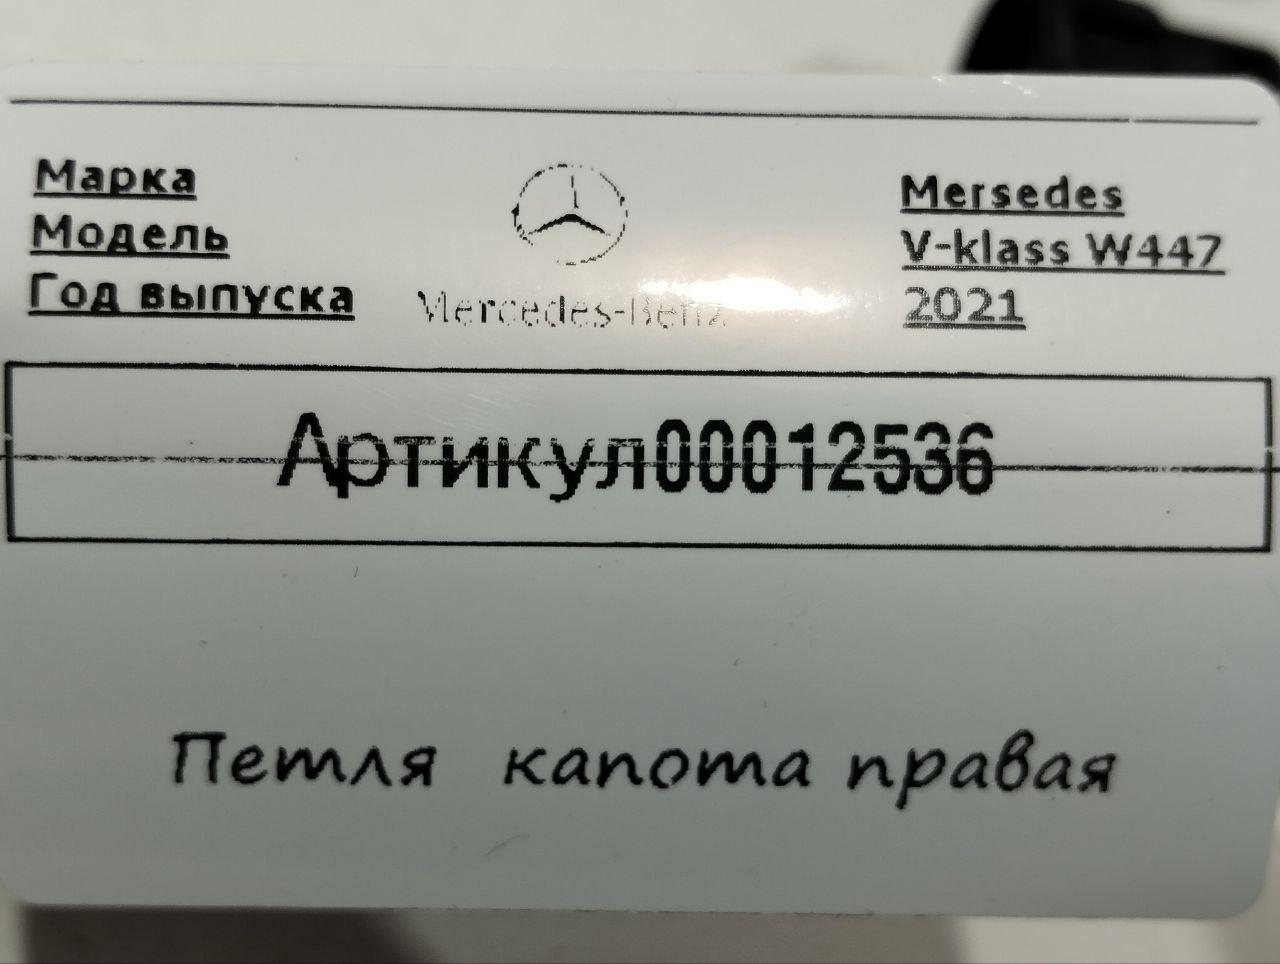 Марка
Модель
Год выпуска
Mercedes-Benz
Mersedes
V-klass W447
2021
Артикул00012536
Петля капота правая